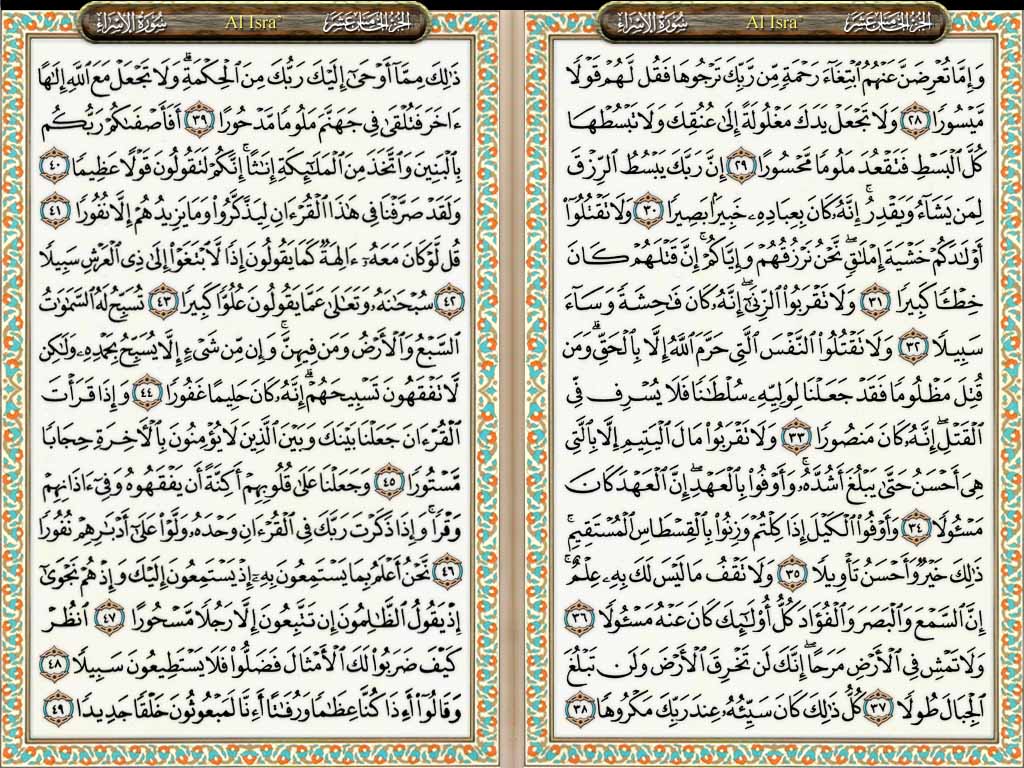 الجزء الخامس عشر
Al Isra'
سورة الإسراء
وَإِمَّا تُعْرِضَنَّ عَنْهُمُ ٱبْتِغَآءَ رَحْمَةٍ مِّن رَّبِّكَ تَرْجُوهَا فَقُل لَّهُمْ قَوْلًا
مَّيْسُورًا ٢٨ وَلَا تَجْعَلْ يَدَكَ مَغْلُولَةً إِلَىٰ عُنُقِكَ وَلَا تَبْسُطْهَا
كُلَّ ٱلْبَسْطِ فَتَقْعُدَ مَلُومًا مَّحْسُورًا ٢٩ إِنَّ رَبَّكَ يَبْسُطُ ٱلرِّزْقَ
لِمَن يَشَآءُ وَيَقْدِرُ ۚ إِنَّهُۥ كَانَ بِعِبَادِهِۦ خَبِيرًۢا بَصِيرًا ٣٠ وَلَا تَقْتُلُوٓا۟
أَوْلَٰدَكُمْ خَشْيَةَ إِمْلَٰقٍ ۖ نَّحْنُ نَرْزُقُهُمْ وَإِيَّاكُمْ ۚ إِنَّ قَتْلَهُمْ كَانَ
خِطْـًٔا كَبِيرًا ٣١ وَلَا تَقْرَبُوا۟ ٱلزِّنَىٰٓ ۖ إِنَّهُۥ كَانَ فَٰحِشَةً وَسَآءَ
سَبِيلًا ٣٢ وَلَا تَقْتُلُوا۟ ٱلنَّفْسَ ٱلَّتِى حَرَّمَ ٱللَّهُ إِلَّا بِٱلْحَقِّ ۗ وَمَن
قُتِلَ مَظْلُومًا فَقَدْ جَعَلْنَا لِوَلِيِّهِۦ سُلْطَٰنًا فَلَا يُسْرِف فِّى
ٱلْقَتْلِ ۖ إِنَّهُۥ كَانَ مَنصُورًا ٣٣ وَلَا تَقْرَبُوا۟ مَالَ ٱلْيَتِيمِ إِلَّا بِٱلَّتِى
هِىَ أَحْسَنُ حَتَّىٰ يَبْلُغَ أَشُدَّهُۥ ۚ وَأَوْفُوا۟ بِٱلْعَهْدِ ۖ إِنَّ ٱلْعَهْدَ كَانَ
مَسْـُٔولًا ٣٤ وَأَوْفُوا۟ ٱلْكَيْلَ إِذَا كِلْتُمْ وَزِنُوا۟ بِٱلْقِسْطَاسِ ٱلْمُسْتَقِيمِ ۚ
ذَٰلِكَ خَيْرٌ وَأَحْسَنُ تَأْوِيلًا ٣٥ وَلَا تَقْفُ مَا لَيْسَ لَكَ بِهِۦ عِلْمٌ ۚ
إِنَّ ٱلسَّمْعَ وَٱلْبَصَرَ وَٱلْفُؤَادَ كُلُّ أُو۟لَٰٓئِكَ كَانَ عَنْهُ مَسْـُٔولًا ٣٦
وَلَا تَمْشِ فِى ٱلْأَرْضِ مَرَحًا ۖ إِنَّكَ لَن تَخْرِقَ ٱلْأَرْضَ وَلَن تَبْلُغَ
ٱلْجِبَالَ طُولًا ٣٧ كُلُّ ذَٰلِكَ كَانَ سَيِّئُهُۥ عِندَ رَبِّكَ مَكْرُوهًا ٣٨
الجزء الخامس عشر
Al Isra'
سورة الإسراء
ذَٰلِكَ مِمَّآ أَوْحَىٰٓ إِلَيْكَ رَبُّكَ مِنَ ٱلْحِكْمَةِ ۗ وَلَا تَجْعَلْ مَعَ ٱللَّهِ إِلَٰهًا
ءَاخَرَ فَتُلْقَىٰ فِى جَهَنَّمَ مَلُومًا مَّدْحُورًا ٣٩ أَفَأَصْفَىٰكُمْ رَبُّكُم
بِٱلْبَنِينَ وَٱتَّخَذَ مِنَ ٱلْمَلَٰٓئِكَةِ إِنَٰثًا ۚ إِنَّكُمْ لَتَقُولُونَ قَوْلًا عَظِيمًا ٤٠
وَلَقَدْ صَرَّفْنَا فِى هَٰذَا ٱلْقُرْءَانِ لِيَذَّكَّرُوا۟ وَمَا يَزِيدُهُمْ إِلَّا نُفُورًا ٤١
قُل لَّوْ كَانَ مَعَهُۥٓ ءَالِهَةٌ كَمَا يَقُولُونَ إِذًا لَّٱبْتَغَوْا۟ إِلَىٰ ذِى ٱلْعَرْشِ سَبِيلًا
٤٢ سُبْحَٰنَهُۥ وَتَعَٰلَىٰ عَمَّا يَقُولُونَ عُلُوًّا كَبِيرًا ٤٣ تُسَبِّحُ لَهُ ٱلسَّمَٰوَٰتُ
ٱلسَّبْعُ وَٱلْأَرْضُ وَمَن فِيهِنَّ ۚ وَإِن مِّن شَىْءٍ إِلَّا يُسَبِّحُ بِحَمْدِهِۦ وَلَٰكِن
لَّا تَفْقَهُونَ تَسْبِيحَهُمْ ۗ إِنَّهُۥ كَانَ حَلِيمًا غَفُورًا ٤٤ وَإِذَا قَرَأْتَ
ٱلْقُرْءَانَ جَعَلْنَا بَيْنَكَ وَبَيْنَ ٱلَّذِينَ لَا يُؤْمِنُونَ بِٱلْءَاخِرَةِ حِجَابًا
مَّسْتُورًا ٤٥ وَجَعَلْنَا عَلَىٰ قُلُوبِهِمْ أَكِنَّةً أَن يَفْقَهُوهُ وَفِىٓ ءَاذَانِهِمْ
وَقْرًا ۚ وَإِذَا ذَكَرْتَ رَبَّكَ فِى ٱلْقُرْءَانِ وَحْدَهُۥ وَلَّوْا۟ عَلَىٰٓ أَدْبَٰرِهِمْ نُفُورًا
٤٦ نَّحْنُ أَعْلَمُ بِمَا يَسْتَمِعُونَ بِهِۦٓ إِذْ يَسْتَمِعُونَ إِلَيْكَ وَإِذْ هُمْ نَجْوَىٰٓ
إِذْ يَقُولُ ٱلظَّٰلِمُونَ إِن تَتَّبِعُونَ إِلَّا رَجُلًا مَّسْحُورًا ٤٧ ٱنظُرْ
كَيْفَ ضَرَبُوا۟ لَكَ ٱلْأَمْثَالَ فَضَلُّوا۟ فَلَا يَسْتَطِيعُونَ سَبِيلًا ٤٨
وَقَالُوٓا۟ أَءِذَا كُنَّا عِظَٰمًا وَرُفَٰتًا أَءِنَّا لَمَبْعُوثُونَ خَلْقًا جَدِيدًا ٤٩